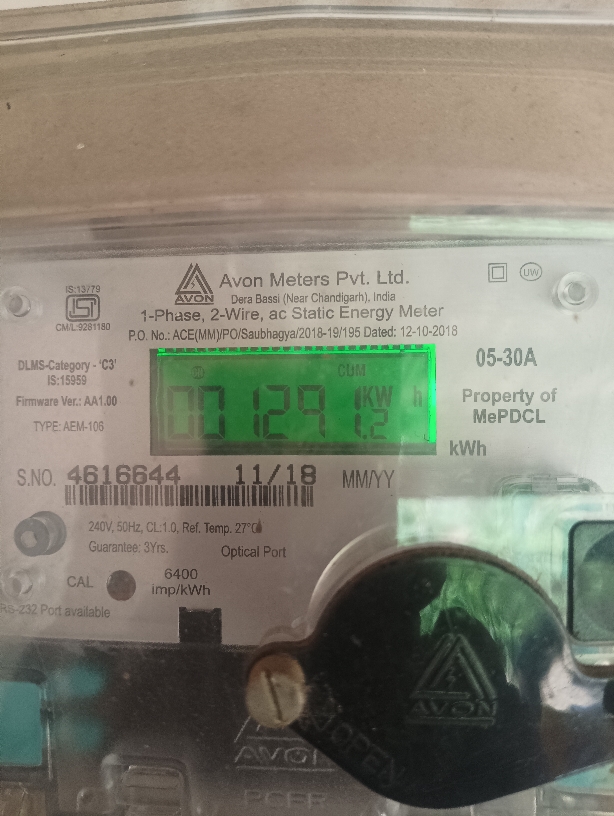 IS:13779
CM/L:9281180
AVON
Avon Meters Pvt. Ltd.
Dera Bassi (Near Chandigarh), India
UW
1-Phase, 2-Wire, ac Static Energy Meter
P.O. No.: ACE(MM)/PO/Saubhagya/2018-19/195 Dated: 12-10-2018
DLMS-Category - 'C3'
IS:15959
Firmware Ver.: AA1.00
TYPE: AEM-106
CUM
KW h
05-30A
Property of
MePDCL
kWh
S.NO. 4616644 11/18 MM/YY
240V, 50Hz, CL:1.0, Ref. Temp. 27°C
Guarantee: 3Yrs.
Optical Port
CAL
6400
imp/kWh
RS-232 Port available
AVON
OPEN
AVON